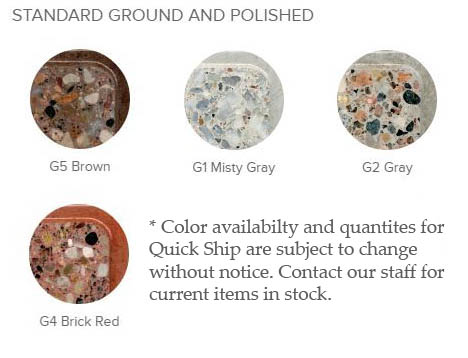 STANDARD GROUND AND POLISHED
G5 Brown
G1 Misty Gray
G2 Gray
* Color availabilty and quantites for
Quick Ship are subject to change
without notice. Contact our staff for
current items in stock.
G4 Brick Red